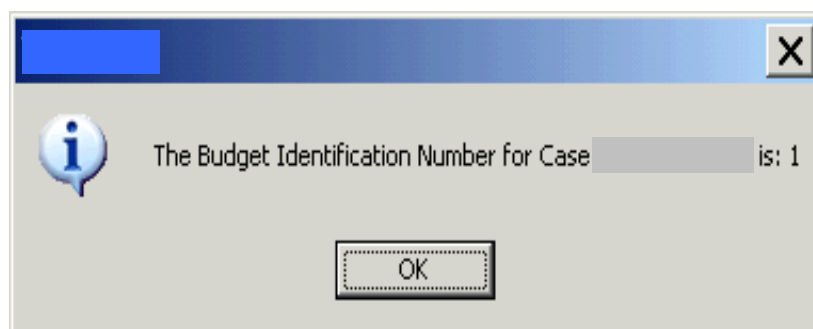 The Budget Identification Number for Case is: 1
OK